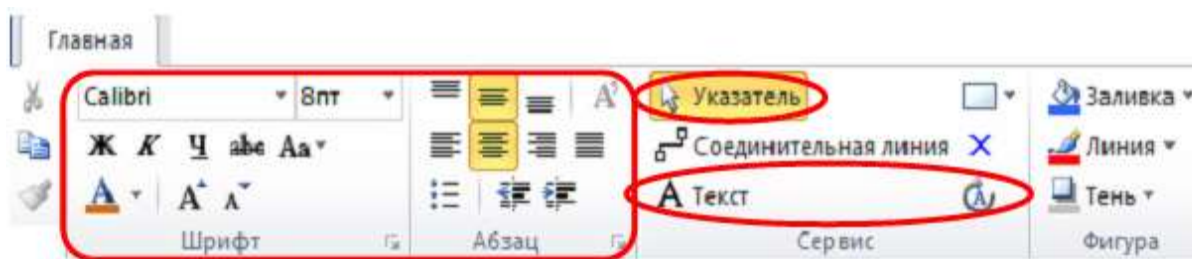 Главная
Calibri 8пт Указатель Заливка
Ж К Ч abc Aa Соединительная линия Линия
A A A A Текст A Тень
Шрифт Абзац Сервис Фигура